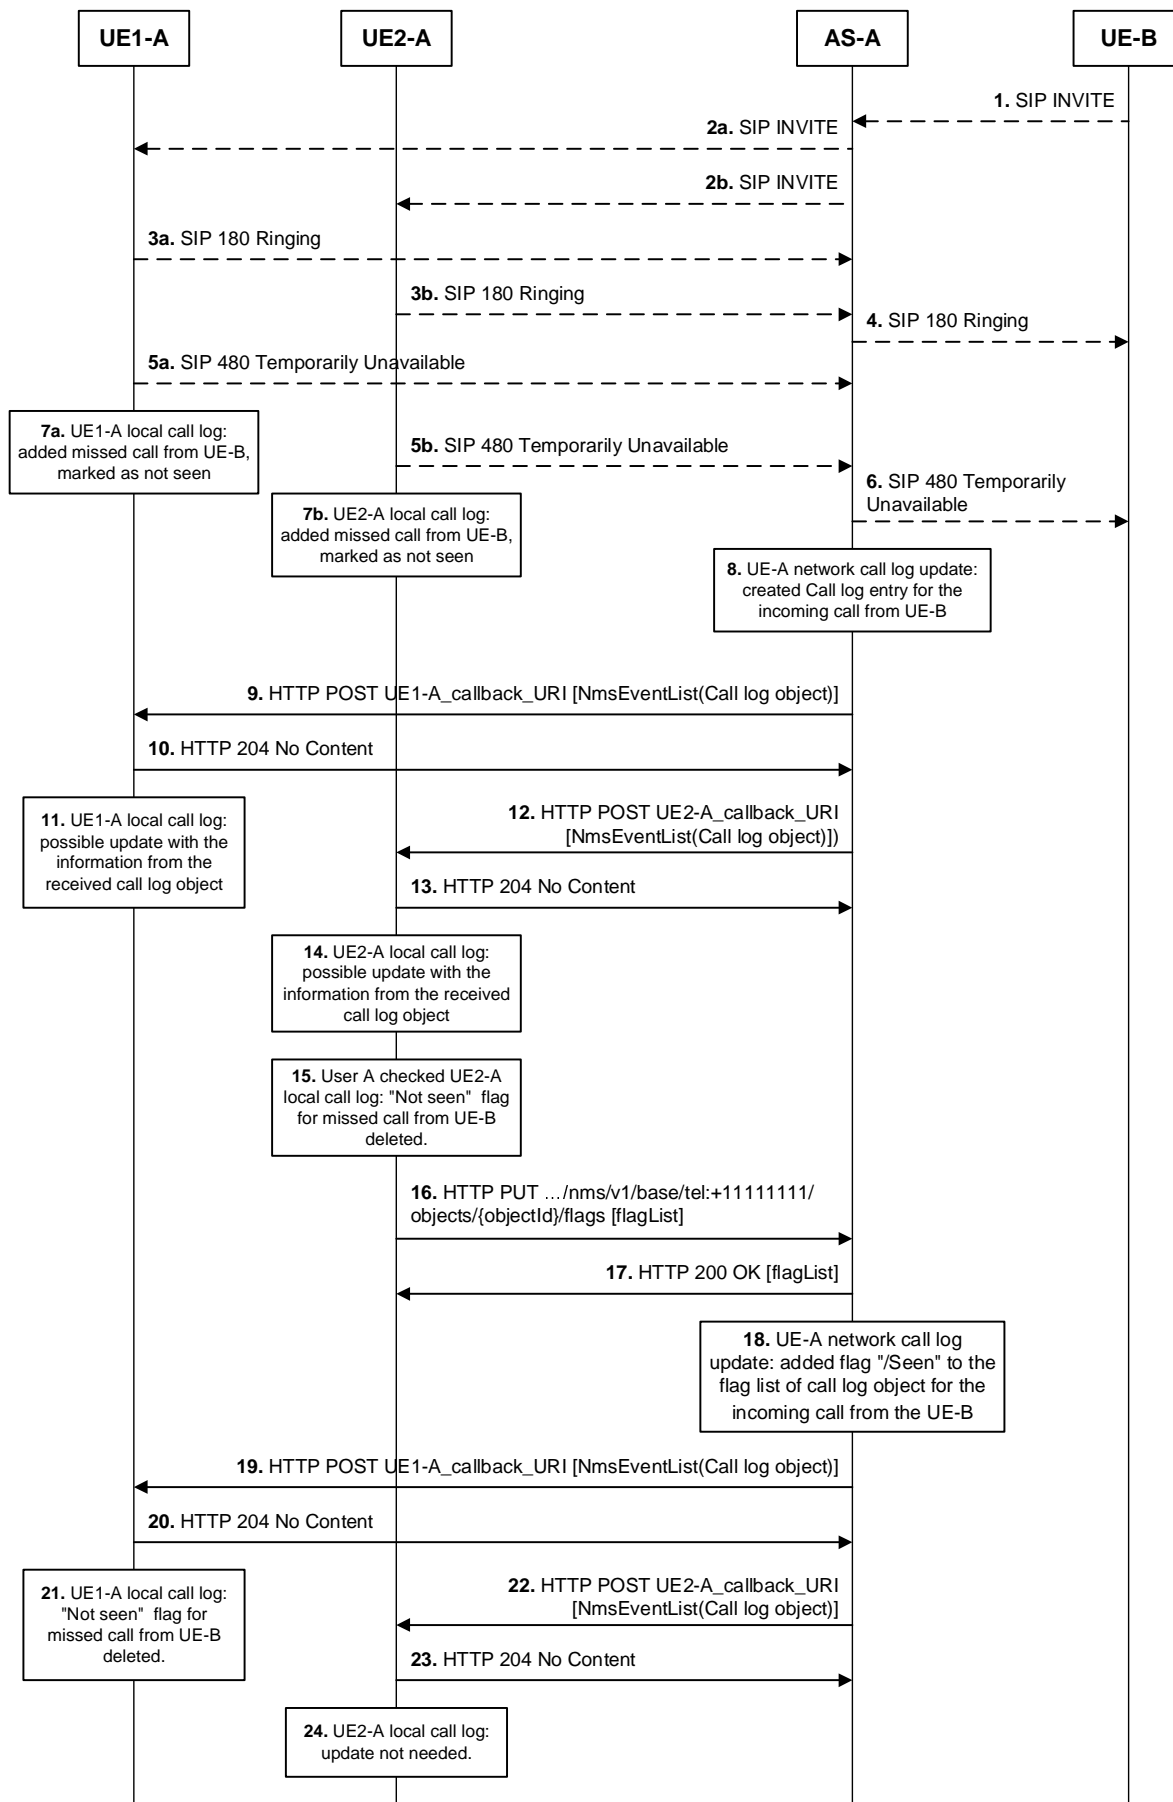 UE1-A
UE2-A
AS-A
UE-B
1. SIP INVITE
2a. SIP INVITE
2b. SIP INVITE
3a. SIP 180 Ringing
3b. SIP 180 Ringing
4. SIP 180 Ringing
5a. SIP 480 Temporarily Unavailable
7a. UE1-A local call log:
added missed call from UE-B,
marked as not seen
5b. SIP 480 Temporarily Unavailable
6. SIP 480 Temporarily
Unavailable
7b. UE2-A local call log:
added missed call from UE-B,
marked as not seen
8. UE-A network call log update:
created Call log entry for the
incoming call from UE-B
9. HTTP POST UE1-A_callback_URI [NmsEventList(Call log object)]
10. HTTP 204 No Content
11. UE1-A local call log:
possible update with the
information from the
received call log object
12. HTTP POST UE2-A_callback_URI
[NmsEventList(Call log object)])
13. HTTP 204 No Content
14. UE2-A local call log:
possible update with the
information from the received
call log object
15. User A checked UE2-A
local call log: "Not seen" flag
for missed call from UE-B
deleted.
16. HTTP PUT …/nms/v1/base/tel:+11111111/
objects/{objectId}/flags [flagList]
17. HTTP 200 OK [flagList]
18. UE-A network call log
update: added flag "/Seen" to the
flag list of call log object for the
incoming call from the UE-B
19. HTTP POST UE1-A_callback_URI [NmsEventList(Call log object)]
20. HTTP 204 No Content
21. UE1-A local call log:
"Not seen" flag for
missed call from UE-B
deleted.
22. HTTP POST UE2-A_callback_URI
[NmsEventList(Call log object)]
23. HTTP 204 No Content
24. UE2-A local call log:
update not needed.